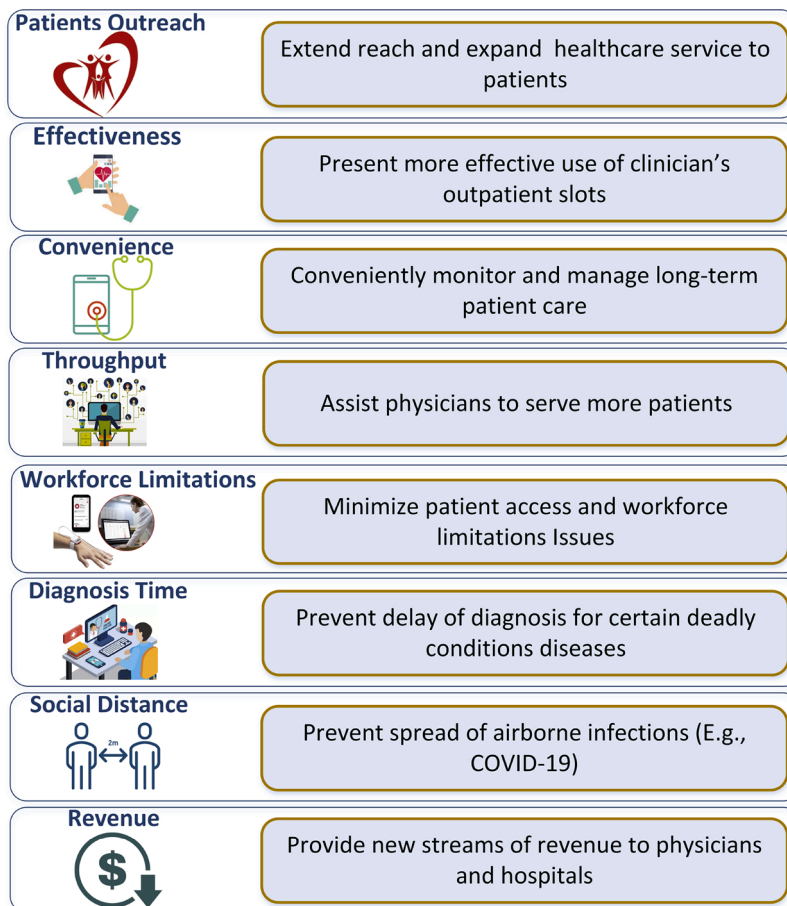 Patients Outreach
Extend reach and expand healthcare service to
patients
Effectiveness
Present more effective use of clinician’s
outpatient slots
Convenience
Conveniently monitor and manage long-term
patient care
Throughput
Assist physicians to serve more patients
Workforce Limitations
Minimize patient access and workforce
limitations Issues
Diagnosis Time
Prevent delay of diagnosis for certain deadly
conditions diseases
Social Distance
2m
Prevent spread of airborne infections (E.g.,
COVID-19)
Revenue
$
Provide new streams of revenue to physicians
and hospitals